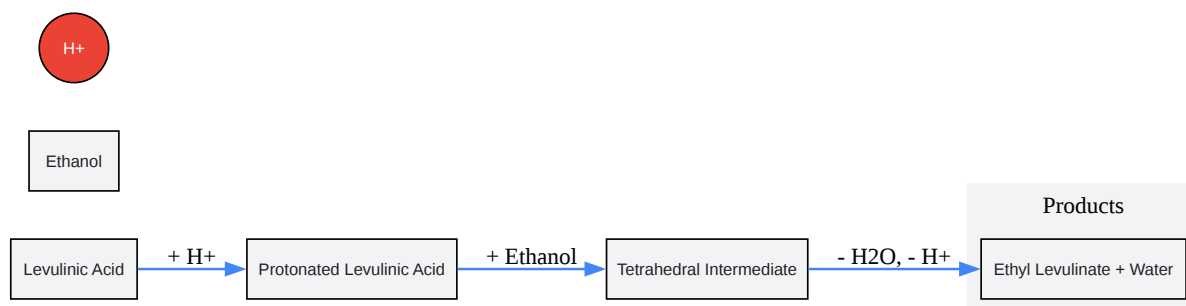 H+
Ethanol
Products
Levulinic Acid
+ H+
Protonated Levulinic Acid
+ Ethanol
Tetrahedral Intermediate
- H2O, - H+
Ethyl Levulinate + Water